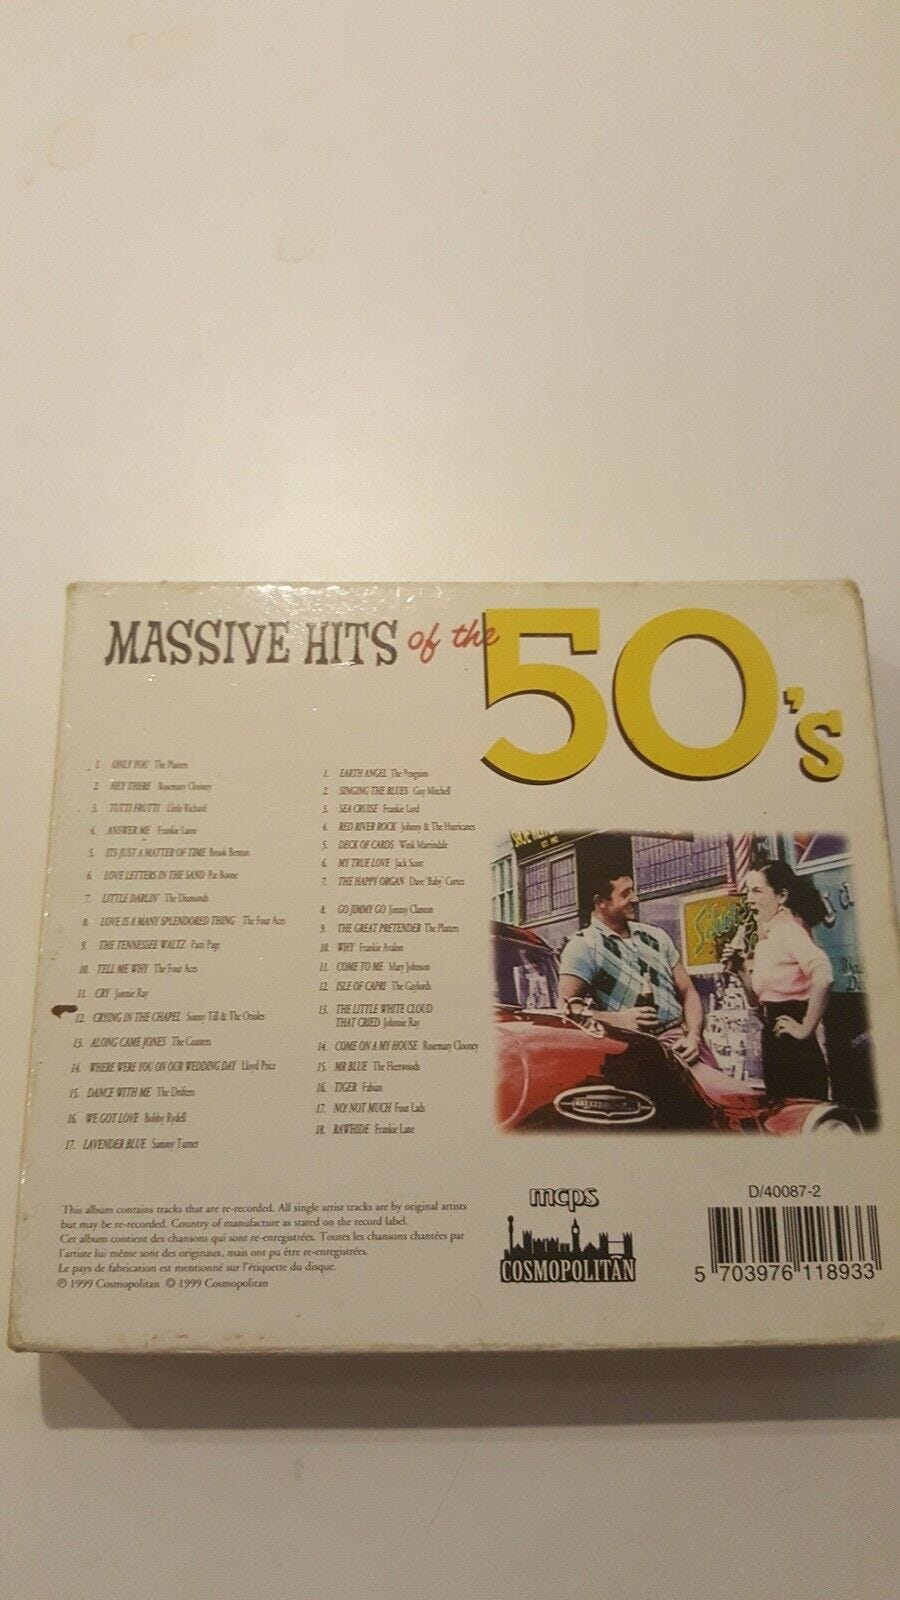 MASSIVE HITS of the 50's
1. ONLY YOU The Platters
2. HEY THERE Rosemary Clooney
3. TUTTI FRUTTI Little Richard
4. ANSWER ME Frankie Laine
5. ITS JUST A MATTER OF TIME Brook Benton
6. LOVE LETTERS IN THE SAND Pat Boone
7. LITTLE DARLIN' The Diamonds
8. LOVE IS A MANY SPLENDORED THING The Four Aces
9. THE TENNESSEE WALTZ Patti Page
10. TELL ME WHY The Four Aces
11. CRY Jonnie Ray
12. CRYING IN THE CHAPEL Sonny Till & The Orioles
13. ALONG CAME JONES The Coasters
14. WHERE WERE YOU ON OUR WEDDING DAY Lloyd Price
15. DANCE WITH ME The Drifters
16. WE GOT LOVE Bobby Rydell
17. LAVENDER BLUE Sammy Turner
1. EARTH ANGEL The Penguins
2. SINGING THE BLUES Guy Mitchell
3. SEA CRUISE Frankie Lord
4. RED RIVER ROCK Johnny & The Hurricanes
5. DECK OF CARDS Wink Martindale
6. MY TRUE LOVE Jack Scott
7. THE HAPPY ORGAN Dave 'Baby' Cortez
8. GO JIMMY GO Jimmy Clanton
9. THE GREAT PRETENDER The Platters
10. WHY Frankie Avalon
11. COME TO ME Mary Johnson
12. ISLE OF CAPRI The Gaylords
13. THE LITTLE WHITE CLOUD
THAT CRIED Johnnie Ray
14. COME ON A MY HOUSE Rosemary Clooney
15. MR BLUE The Fleetwoods
16. TIGER Fabian
17. NO! NOT MUCH Four Lads
18. RAWHIDE Frankie Lane
This album contains tracks that are re-recorded. All single artist tracks are by original artists
but may be re-recorded. Country of manufacture as stated on the record label.
Cet album contient des chansons qui sont re-enregistrées. Toutes les chansons chantées par
l'artiste lui même sont des originaux, mais ont pu être re-enregistrées.
Le pays de fabrication est mentionné sur l'étiquette du disque.
℗ 1999 Cosmopolitan © 1999 Cosmopolitan
mcps
COSMOPOLITAN
D/40087-2
5 703976 118933